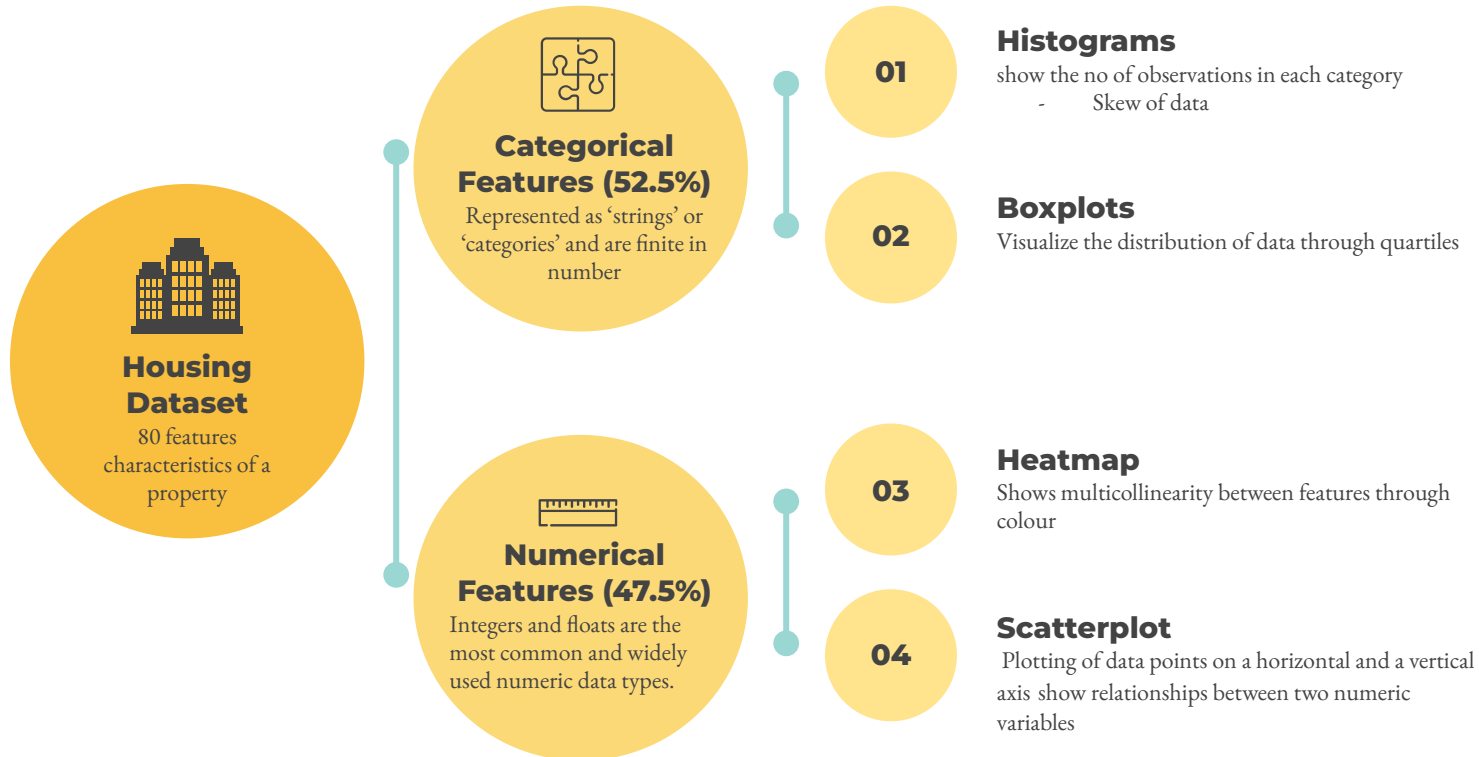 Housing
Dataset
80 features
characteristics of a
property
Categorical
Features (52.5%)
Represented as ‘strings’ or
‘categories’ and are finite in
number
01
Histograms
show the no of observations in each category
- Skew of data
02
Boxplots
Visualize the distribution of data through quartiles
Numerical
Features (47.5%)
Integers and floats are the
most common and widely
used numeric data types.
03
Heatmap
Shows multicollinearity between features through
colour
04
Scatterplot
Plotting of data points on a horizontal and a vertical
axis show relationships between two numeric
variables